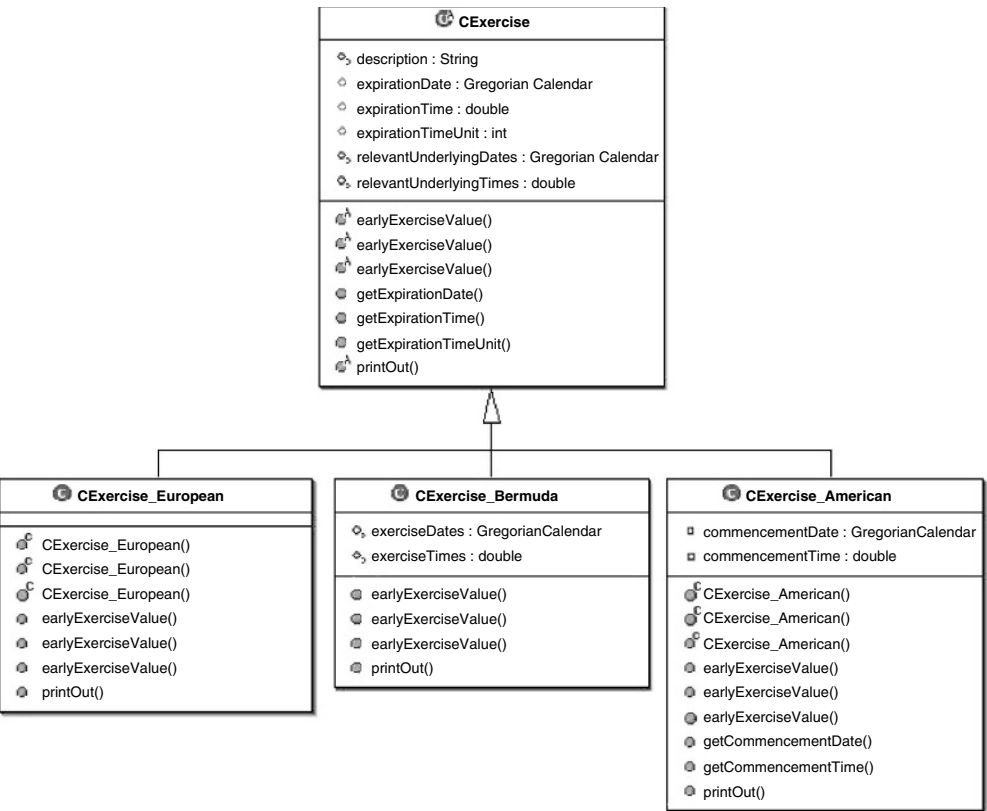 CExercise
description : String
expirationDate : Gregorian Calendar
expirationTime : double
expirationTimeUnit : int
relevantUnderlyingDates : Gregorian Calendar
relevantUnderlyingTimes : double
earlyExerciseValue()
earlyExerciseValue()
earlyExerciseValue()
getExpirationDate()
getExpirationTime()
getExpirationTimeUnit()
printOut()
CExercise_European
CExercise_European()
CExercise_European()
CExercise_European()
earlyExerciseValue()
earlyExerciseValue()
earlyExerciseValue()
printOut()
CExercise_Bermuda
exerciseDates : GregorianCalendar
exerciseTimes : double
earlyExerciseValue()
earlyExerciseValue()
earlyExerciseValue()
printOut()
CExercise_American
commencementDate : GregorianCalendar
commencementTime : double
CExercise_American()
CExercise_American()
CExercise_American()
earlyExerciseValue()
earlyExerciseValue()
earlyExerciseValue()
getCommencementDate()
getCommencementTime()
printOut()